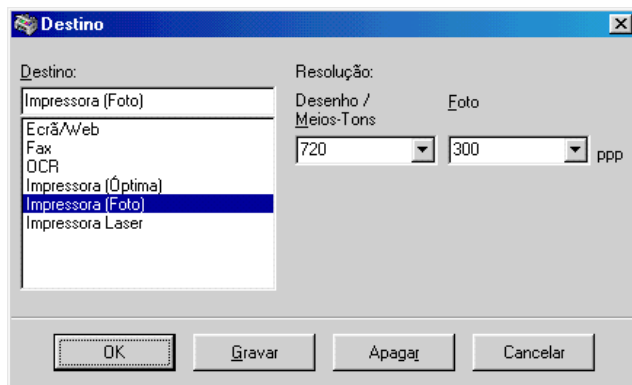 Destino
Destino:
Impressora (Foto)
Ecrã/Web
Fax
OCR
Impressora (Óptima)
Impressora (Foto)
Impressora Laser
Resolução:
Desenho /
Meios-Tons
Foto
720
300
ppp
OK
Gravar
Apagar
Cancelar